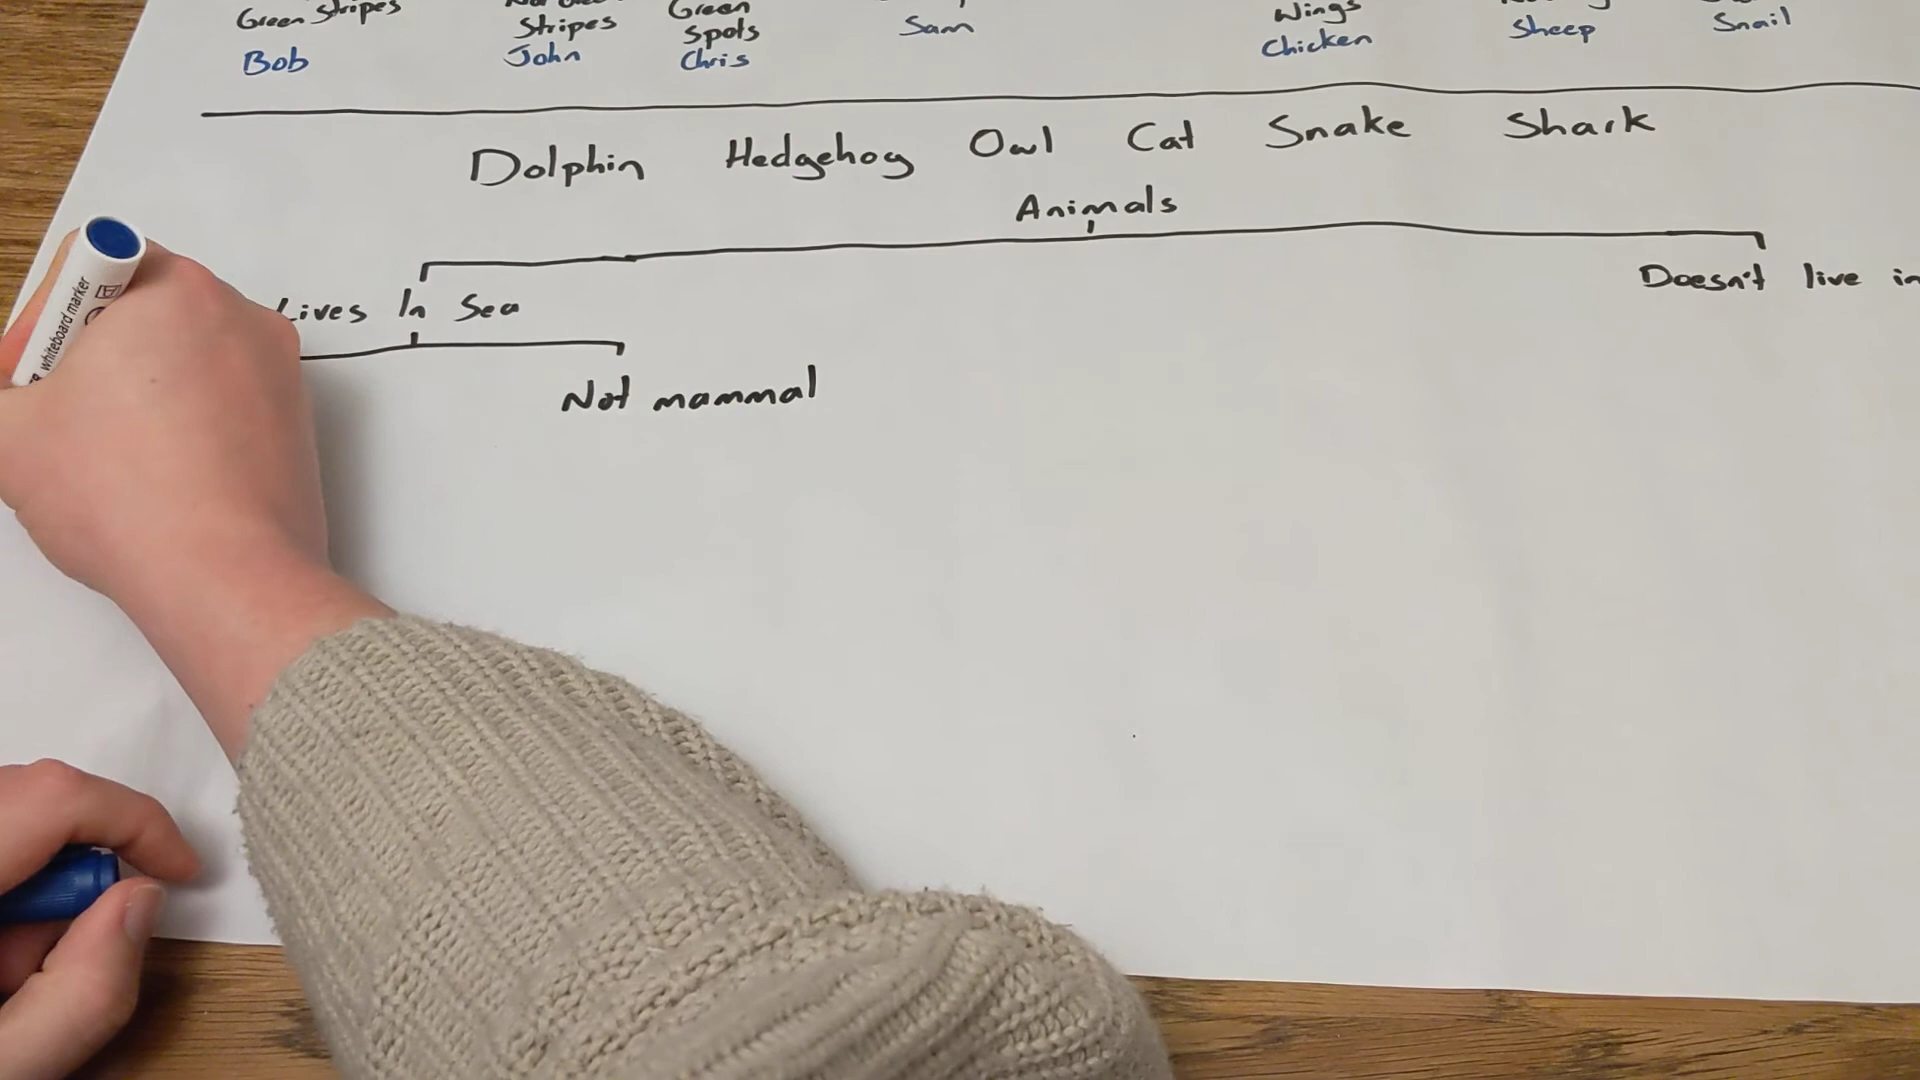 Green Stripes
Stripes
Green
Spots
Wings
Bob
John
Chris
Sam
Chicken
Sheep
Snail
Dolphin Hedgehog Owl Cat Snake Shark
Animals
Lives In Sea
Doesn't live in
Not mammal
whiteboard marker